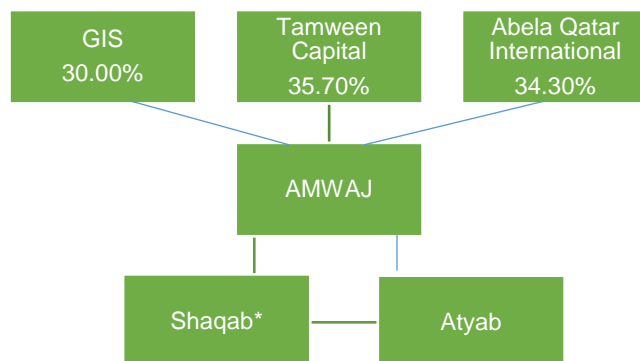 GIS
30.00%
Tamween
Capital
35.70%
Abela Qatar
International
34.30%
AMWAJ
Shaqab*
Atyab